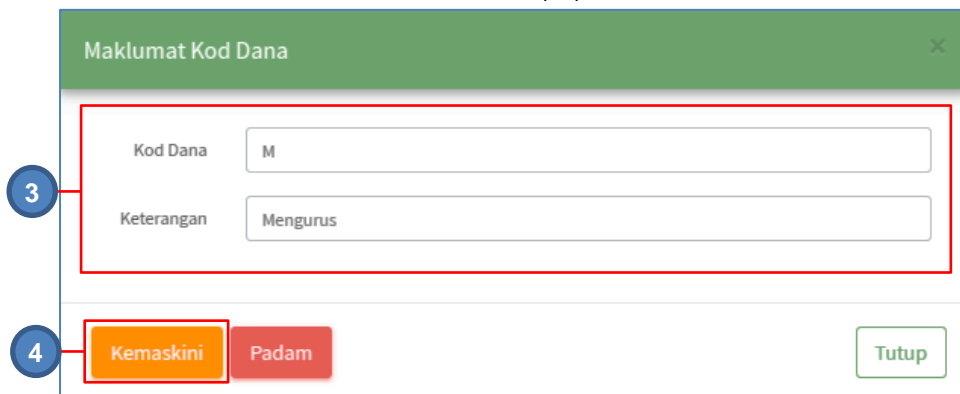 Maklumat Kod Dana ×
Kod Dana M
3
Keterangan Mengurus
4 Kemaskini Padam Tutup